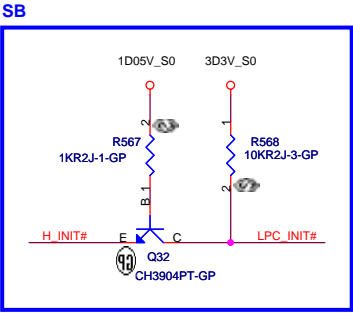 SB
1D05V_S0
3D3V_S0
2
R567
1KR2J-1-GP
1
B
1
R568
10KR2J-3-GP
2
H_INIT#
E
C
LPC_INIT#
GP
Q32
CH3904PT-GP